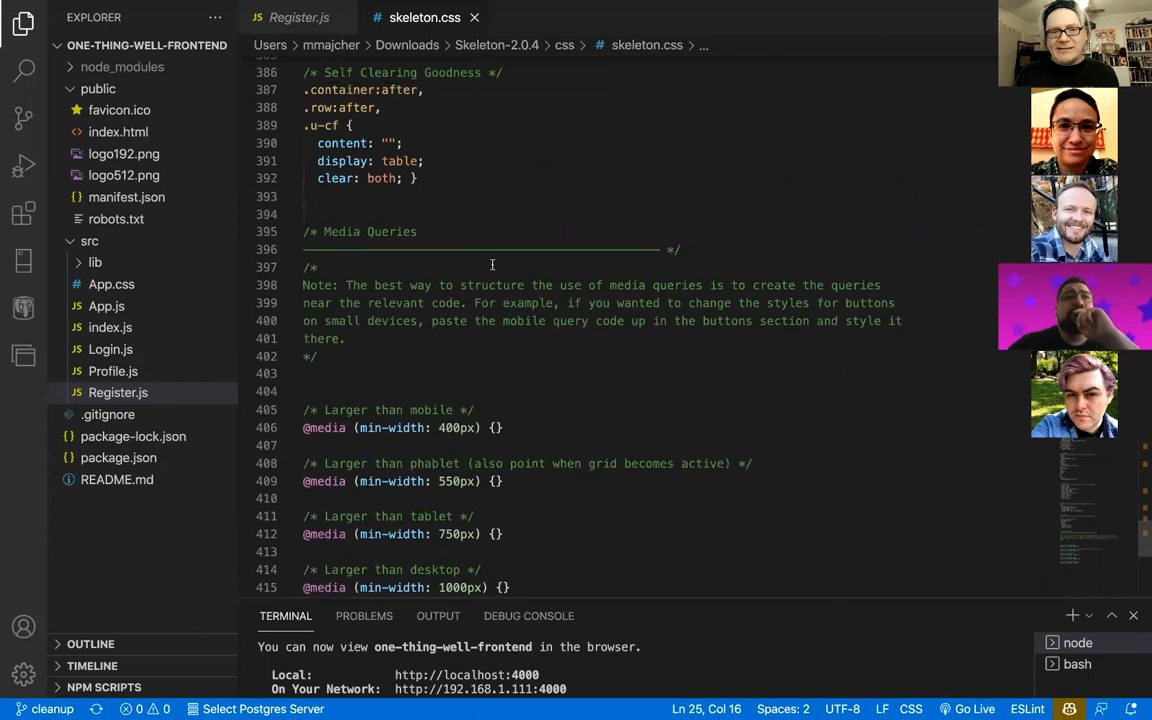 EXPLORER
ONE-THING-WELL-FRONTEND
node_modules
public
favicon.ico
index.html
logo192.png
logo512.png
manifest.json
robots.txt
src
lib
App.css
App.js
index.js
Login.js
Profile.js
Register.js
.gitignore
package-lock.json
package.json
README.md
OUTLINE
TIMELINE
NPM SCRIPTS
Register.js
skeleton.css
Users > mmajcher > Downloads > Skeleton-2.0.4 > css > # skeleton.css > ...
386 /* Self Clearing Goodness */
387 .container:after,
388 .row:after,
389 .u-cf {
390 content: "";
391 display: table;
392 clear: both; }
393
394
395 /* Media Queries
396 –––––––––––––––––––––––––––––––––––––––––––––––––– */
397 /*
398 Note: The best way to structure the use of media queries is to create the queries
399 near the relevant code. For example, if you wanted to change the styles for buttons
400 on small devices, paste the mobile query code up in the buttons section and style it
401 there.
402 */
403
404
405 /* Larger than mobile */
406 @media (min-width: 400px) {}
407
408 /* Larger than phablet (also point when grid becomes active) */
409 @media (min-width: 550px) {}
410
411 /* Larger than tablet */
412 @media (min-width: 750px) {}
413
414 /* Larger than desktop */
415 @media (min-width: 1000px) {}
TERMINAL PROBLEMS OUTPUT DEBUG CONSOLE
You can now view one-thing-well-frontend in the browser.
Local: http://localhost:4000
On Your Network: http://192.168.1.111:4000
node
bash
cleanup 0 0 Select Postgres Server Ln 25, Col 16 Spaces: 2 UTF-8 LF CSS Go Live ESLint